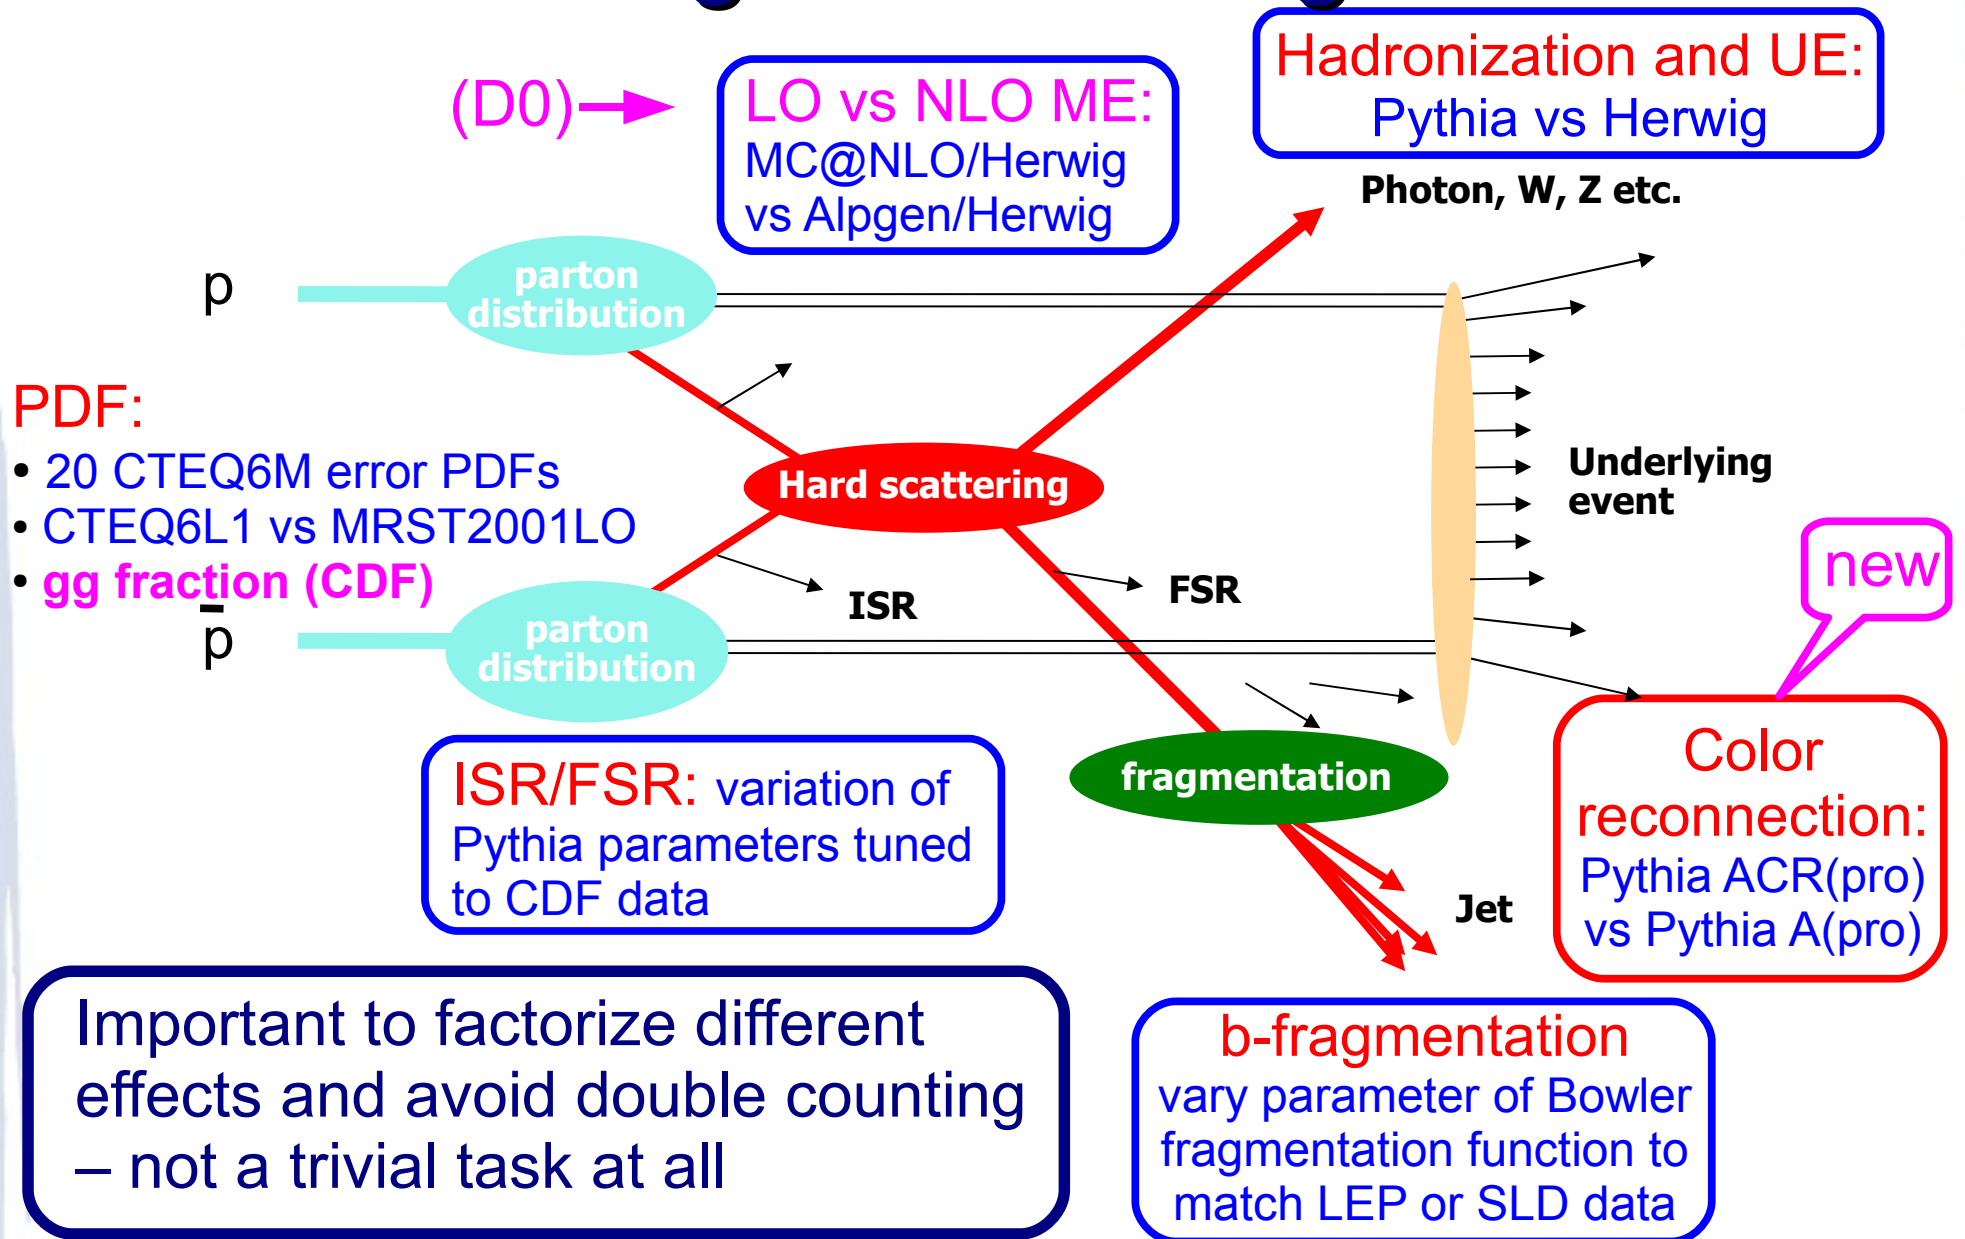 (D0)
LO vs NLO ME:
MC@NLO/Herwig
vs Alpgen/Herwig
Hadronization and UE:
Pythia vs Herwig
Photon, W, Z etc.
p
parton
distribution
PDF:
• 20 CTEQ6M error PDFs
• CTEQ6L1 vs MRST2001LO
• gg fraction (CDF)
Hard scattering
Underlying
event
new
ISR
FSR
p̄
parton
distribution
ISR/FSR: variation of
Pythia parameters tuned
to CDF data
fragmentation
Jet
Color
reconnection:
Pythia ACR(pro)
vs Pythia A(pro)
Important to factorize different
effects and avoid double counting
– not a trivial task at all
b-fragmentation
vary parameter of Bowler
fragmentation function to
match LEP or SLD data